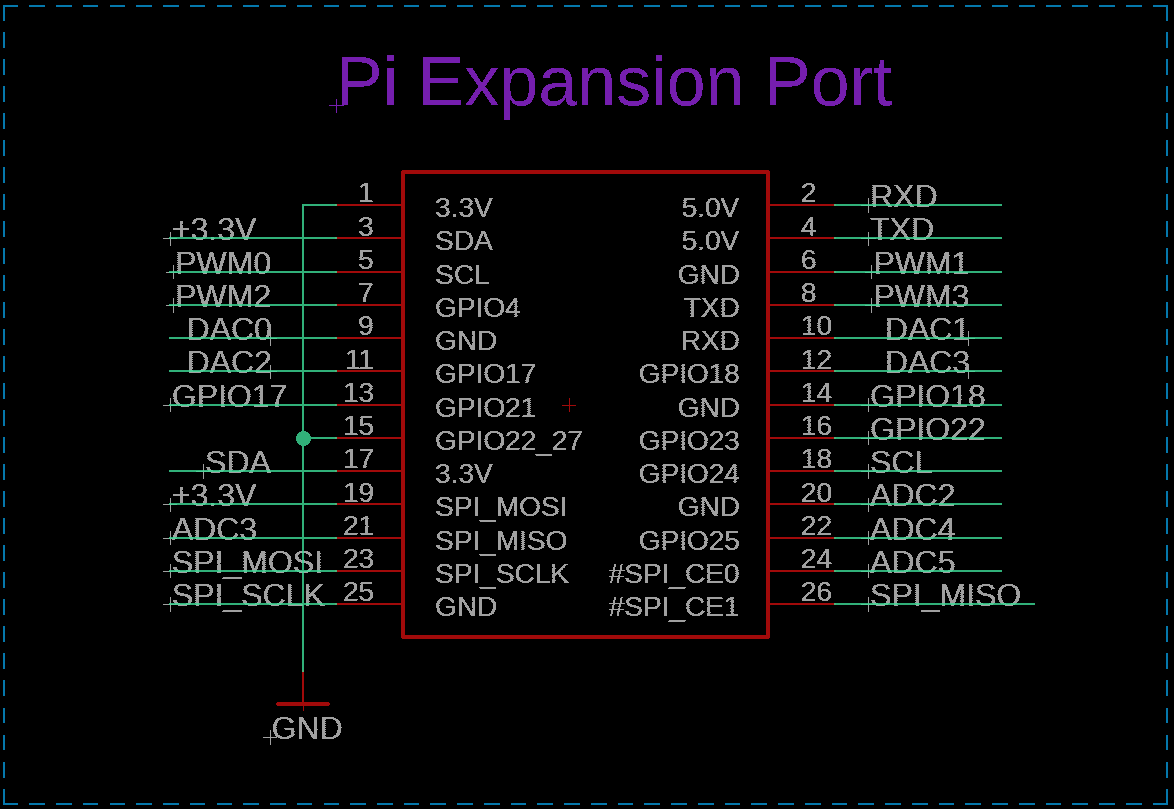 Pi Expansion Port
1 3.3V 5.0V 2 RXD
+3.3V 3 SDA 5.0V 4 TXD
PWM0 5 SCL GND 6 PWM1
PWM2 7 GPIO4 TXD 8 PWM3
DAC0 9 GND RXD 10 DAC1
DAC2 11 GPIO17 GPIO18 12 DAC3
GPIO17 13 GPIO21 GND 14 GPIO18
15 GPIO22_27 GPIO23 16 GPIO22
SDA 17 3.3V GPIO24 18 SCL
+3.3V 19 SPI_MOSI GND 20 ADC2
ADC3 21 SPI_MISO GPIO25 22 ADC4
SPI_MOSI 23 SPI_SCLK #SPI_CE0 24 ADC5
SPI_SCLK 25 GND #SPI_CE1 26 SPI_MISO
GND